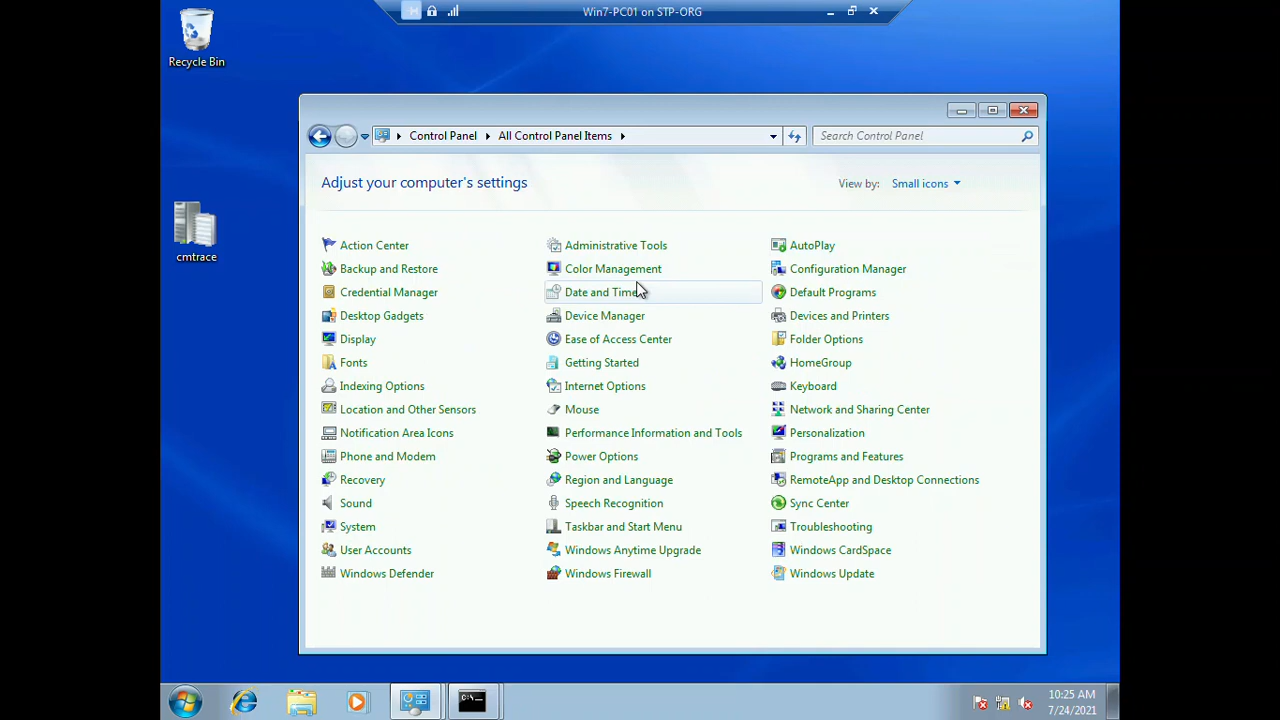 Win7-PC01 on STP-ORG
Recycle Bin
Control Panel
All Control Panel Items
Search Control Panel
Adjust your computer's settings
View by: Small icons
cmtrace
Action Center
Administrative Tools
AutoPlay
Backup and Restore
Color Management
Configuration Manager
Credential Manager
Date and Time
Default Programs
Desktop Gadgets
Device Manager
Devices and Printers
Display
Ease of Access Center
Folder Options
Fonts
Getting Started
HomeGroup
Indexing Options
Internet Options
Keyboard
Location and Other Sensors
Mouse
Network and Sharing Center
Notification Area Icons
Performance Information and Tools
Personalization
Phone and Modem
Power Options
Programs and Features
Recovery
Region and Language
RemoteApp and Desktop Connections
Sound
Speech Recognition
Sync Center
System
Taskbar and Start Menu
Troubleshooting
User Accounts
Windows Anytime Upgrade
Windows CardSpace
Windows Defender
Windows Firewall
Windows Update
C:\
10:25 AM
7/24/2021